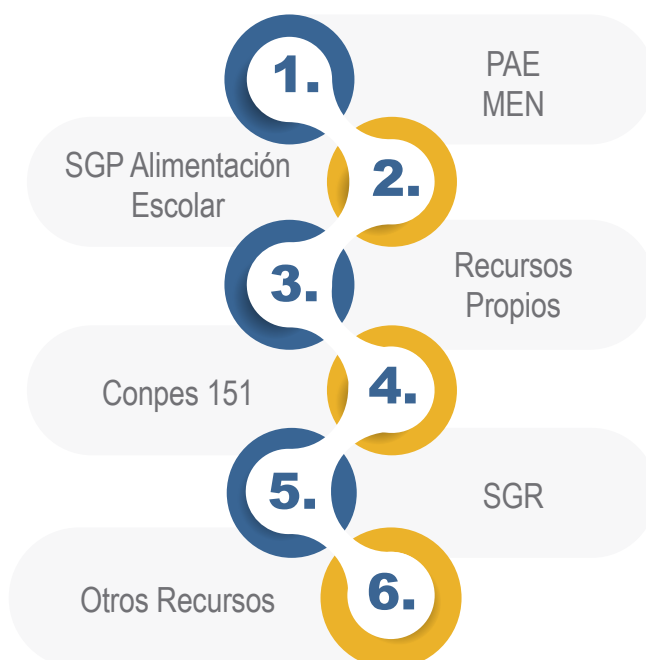 1.
PAE
MEN
SGP Alimentación
Escolar
2.
3.
Recursos
Propios
Conpes 151
4.
5.
SGR
Otros Recursos
6.